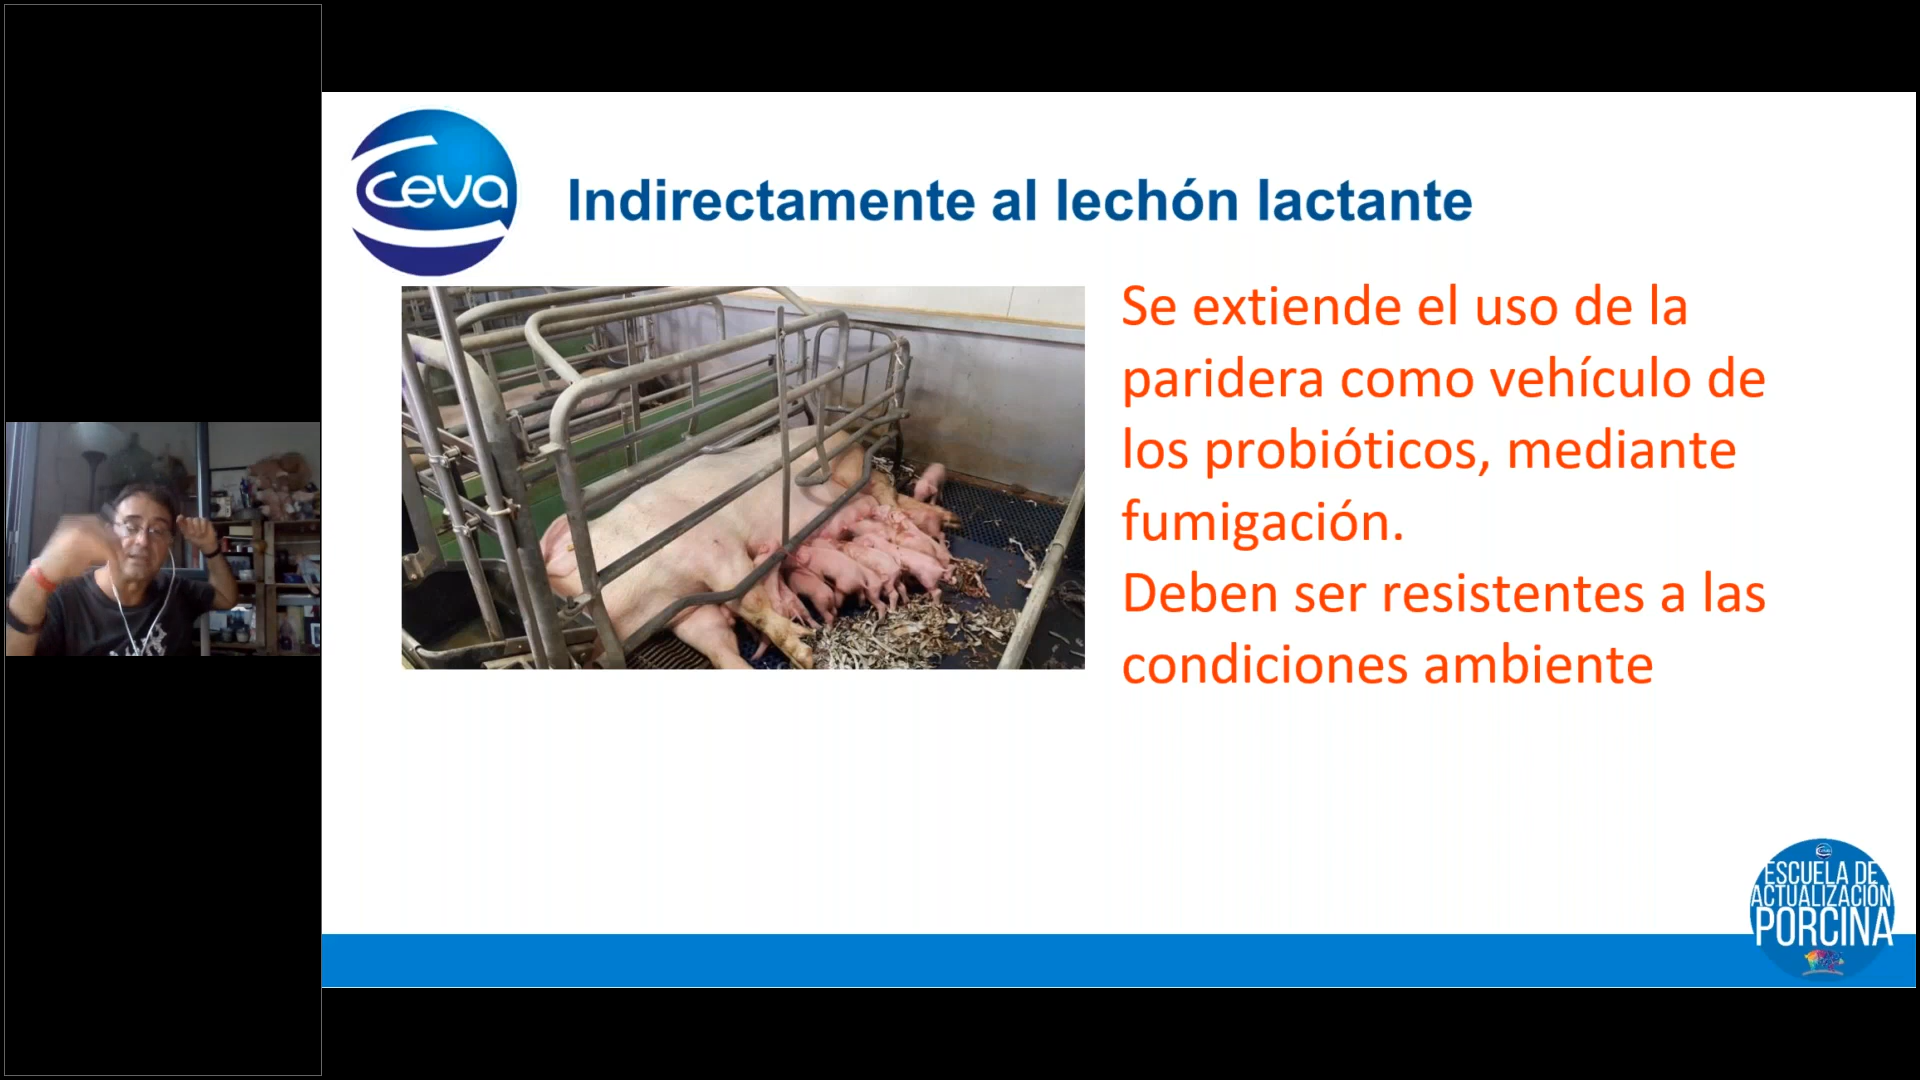 Ceva
Indirectamente al lechón lactante
Se extiende el uso de la
paridera como vehículo de
los probióticos, mediante
fumigación.
Deben ser resistentes a las
condiciones ambiente
ESCUELA DE
ACTUALIZACIÓN
PORCINA